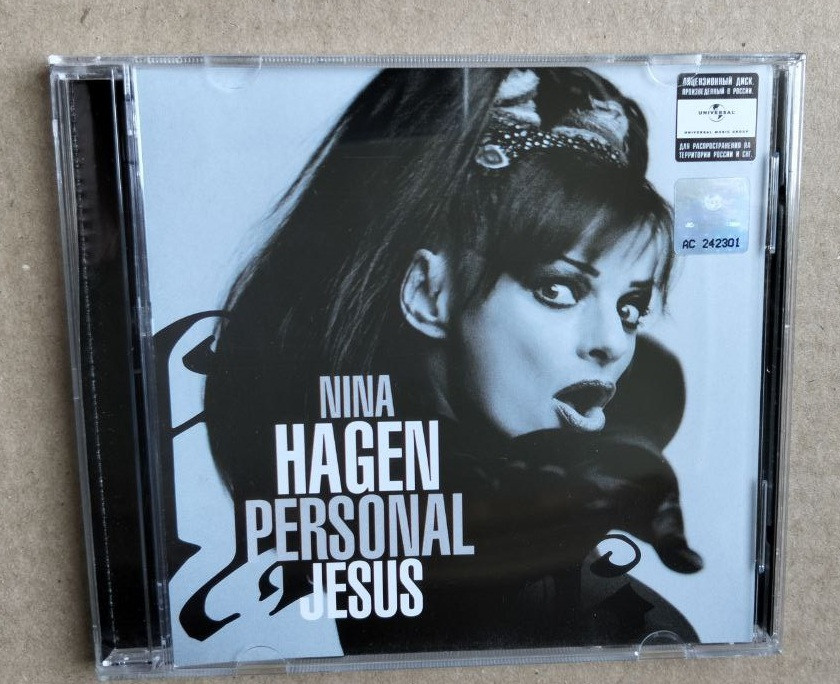 NINA
HAGEN
PERSONAL
JESUS
ЛИЦЕНЗИОННЫЙ ДИСК
ПРОИЗВЕДЕННЫЙ В РОССИИ.
UNIVERSAL
UNIVERSAL MUSIC GROUP
ДЛЯ РАСПРОСТРАНЕНИЯ НА
ТЕРРИТОРИИ РОССИИ И СНГ.
AC 242301